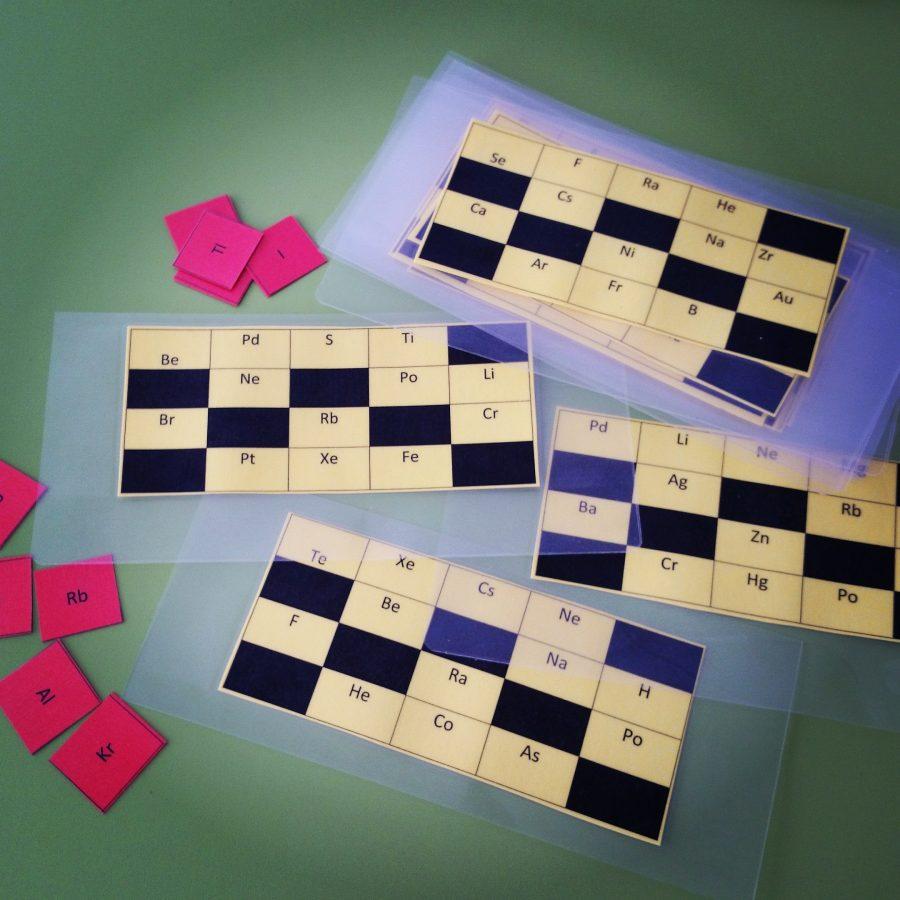 Se F Ra He
Cs Na Zr
Ca Ni Au
Ar Fr B
F I
Pd S Ti
Be
Ne Po Li
Br Rb Cr
Pt Xe Fe
Pd Li Ne
Ag Rb
Ba Zn
Cr Hg Po
Te Xe Cs Ne
Be Na H
F Ra Po
He Co As
Rb
Al
Kr